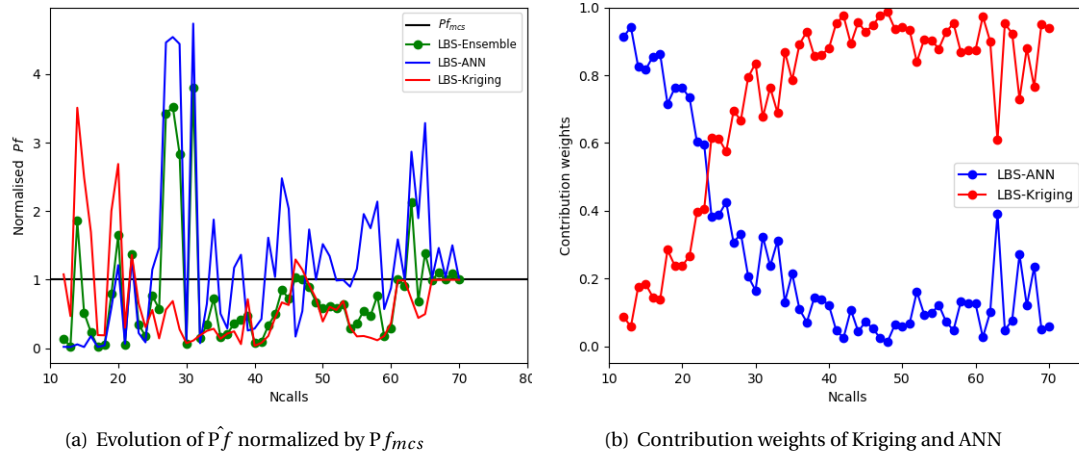 Pf_mcs
LBS-Ensemble
LBS-ANN
LBS-Kriging
Normalised Pf
4
3
2
1
0
10 20 30 40 50 60 70 80
Ncalls
(a) Evolution of P̂f normalized by Pf_mcs
Contribution weights
1.0
0.8
0.6
0.4
0.2
0.0
LBS-ANN
LBS-Kriging
10 20 30 40 50 60 70
Ncalls
(b) Contribution weights of Kriging and ANN